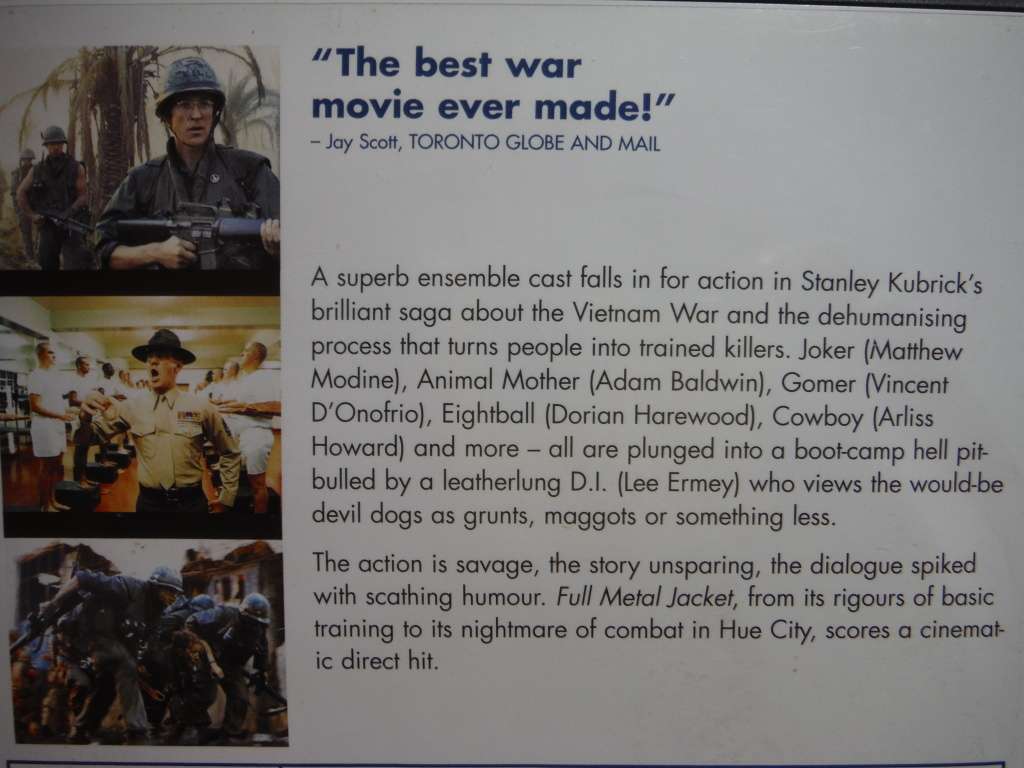 “The best war
movie ever made!”
– Jay Scott, TORONTO GLOBE AND MAIL
A superb ensemble cast falls in for action in Stanley Kubrick’s
brilliant saga about the Vietnam War and the dehumanising
process that turns people into trained killers. Joker (Matthew
Modine), Animal Mother (Adam Baldwin), Gomer (Vincent
D’Onofrio), Eightball (Dorian Harewood), Cowboy (Arliss
Howard) and more – all are plunged into a boot-camp hell pit-
bulled by a leatherlung D.I. (Lee Ermey) who views the would-be
devil dogs as grunts, maggots or something less.
The action is savage, the story unsparing, the dialogue spiked
with scathing humour. Full Metal Jacket, from its rigours of basic
training to its nightmare of combat in Hue City, scores a cinemat-
ic direct hit.